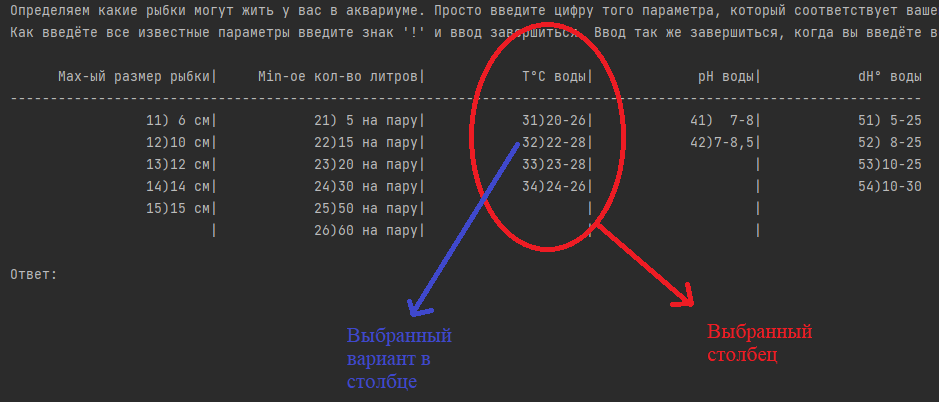 Определяем какие рыбки могут жить у вас в аквариуме. Просто введите цифру того параметра, который соответствует ваше
Как введёте все известные параметры введите знак '!' и ввод завершиться. Ввод так же завершиться, когда вы введёте в
Max-ый размер рыбки| Min-ое кол-во литров| T°C воды| pH воды| dH° воды
11) 6 см| 21) 5 на пару| 31)20-26| 41) 7-8| 51) 5-25
12)10 см| 22)15 на пару| 32)22-28| 42)7-8,5| 52) 8-25
13)12 см| 23)20 на пару| 33)23-28| | 53)10-25
14)14 см| 24)30 на пару| 34)24-26| | 54)10-30
15)15 см| 25)50 на пару| | |
| 26)60 на пару| | |
Ответ:
Выбранный
вариант в
столбце
Выбранный
столбец